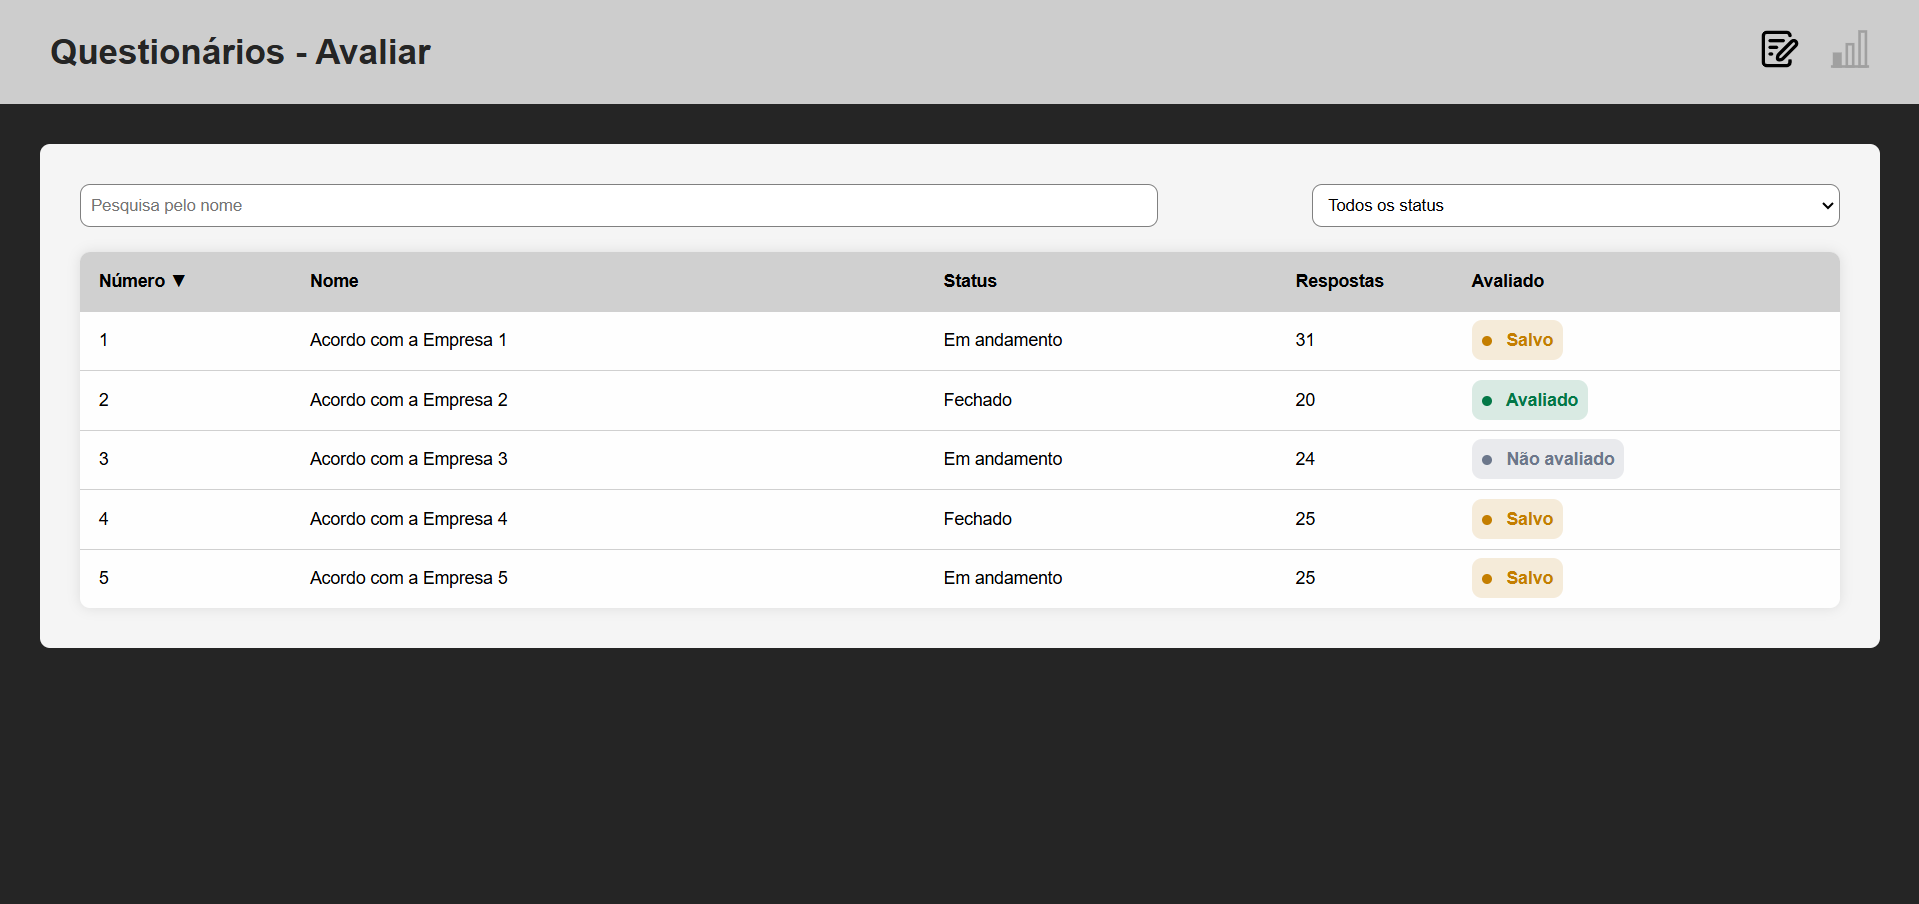 Questionários - Avaliar
Pesquisa pelo nome
Todos os status
Número ▼ Nome Status Respostas Avaliado
1 Acordo com a Empresa 1 Em andamento 31 Salvo
2 Acordo com a Empresa 2 Fechado 20 Avaliado
3 Acordo com a Empresa 3 Em andamento 24 Não avaliado
4 Acordo com a Empresa 4 Fechado 25 Salvo
5 Acordo com a Empresa 5 Em andamento 25 Salvo